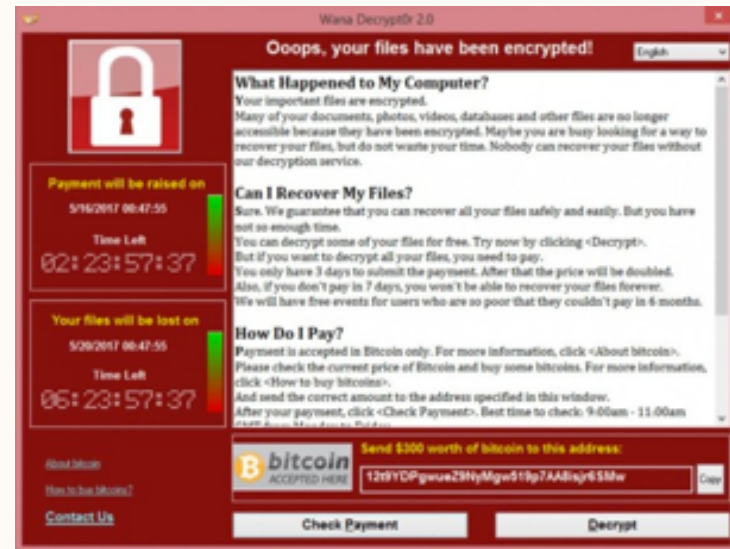 Wana Decrypt0r 2.0
Ooops, your files have been encrypted!
English
What Happened to My Computer?
Your important files are encrypted.
Many of your documents, photos, videos, databases and other files are no longer
accessible because they have been encrypted. Maybe you are busy looking for a way to
recover your files, but do not waste your time. Nobody can recover your files without
our decryption service.
Can I Recover My Files?
Sure. We guarantee that you can recover all your files safely and easily. But you have
not so enough time.
You can decrypt some of your files for free. Try now by clicking <Decrypt>.
But if you want to decrypt all your files, you need to pay.
You only have 3 days to submit the payment. After that the price will be doubled.
Also, if you don't pay in 7 days, you won't be able to recover your files forever.
We will have free events for users who are so poor that they couldn't pay in 6 months.
How Do I Pay?
Payment is accepted in Bitcoin only. For more information, click <About bitcoin>.
Please check the current price of Bitcoin and buy some bitcoins. For more information,
click <How to buy bitcoins>.
And send the correct amount to the address specified in this window.
After your payment, click <Check Payment>. Best time to check: 9:00am - 11:00am
GMT from Monday to Friday
Payment will be raised on
5/16/2017 00:47:55
Time Left
02:23:57:37
Your files will be lost on
5/20/2017 00:47:55
Time Left
06:23:57:37
About bitcoin
How to buy bitcoins?
Contact Us
bitcoin
ACCEPTED HERE
Send $300 worth of bitcoin to this address:
Copy
Check Payment
Decrypt